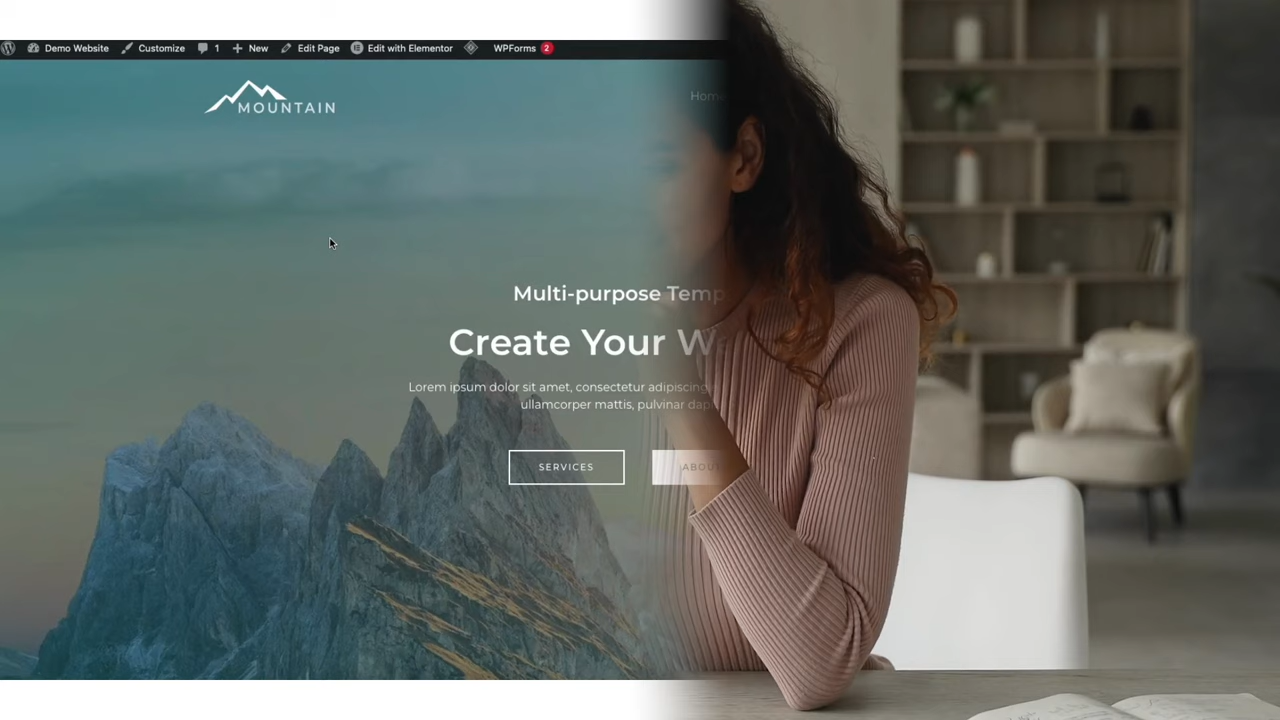 Demo Website Customize 1 New Edit Page Edit with Elementor WPForms 2
MOUNTAIN
Home
Multi-purpose Temp
Create Your W
Lorem ipsum dolor sit amet, consectetur adipiscing
ullamcorper mattis, pulvinar dapi
SERVICES
ABOU